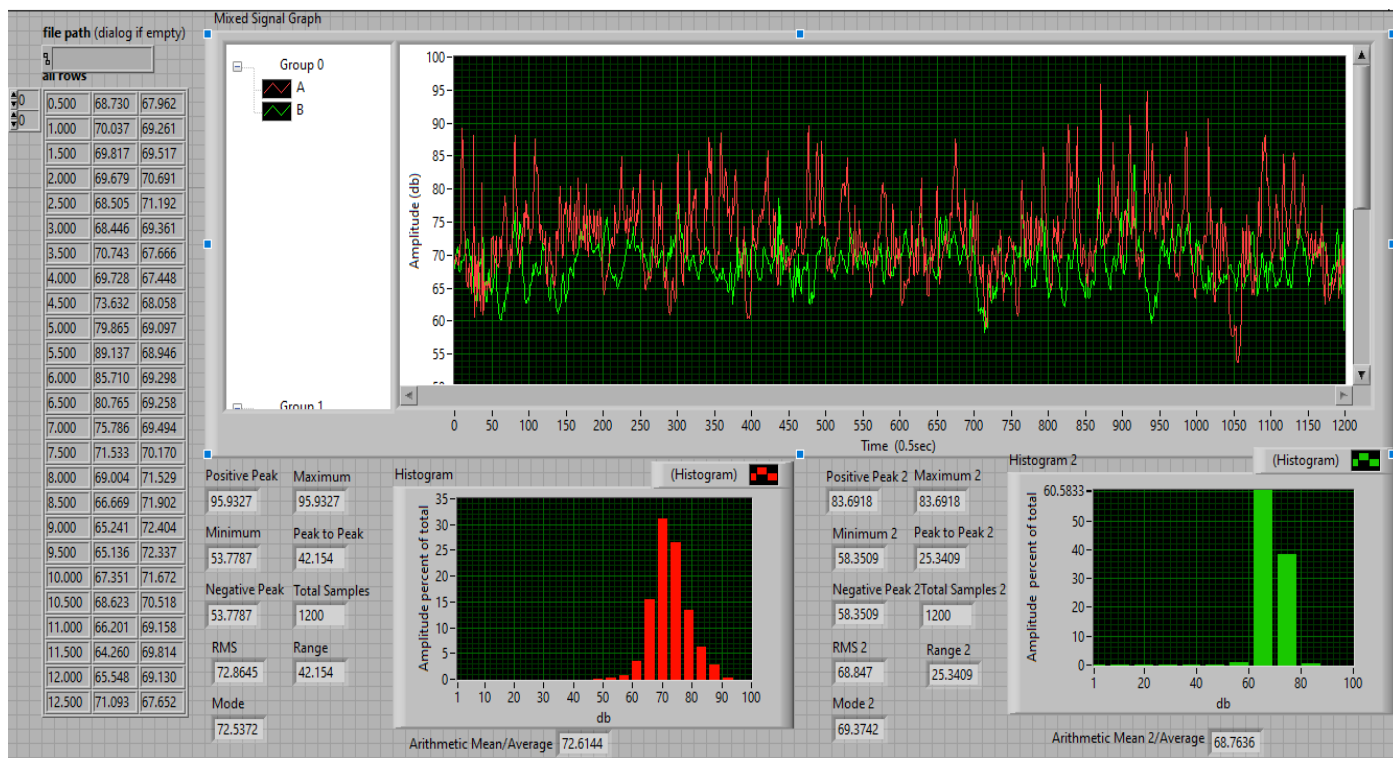 Mixed Signal Graph
file path (dialog if empty)
all rows
0
0
0.500 68.730 67.962
1.000 70.037 69.261
1.500 69.817 69.517
2.000 69.679 70.691
2.500 68.505 71.192
3.000 68.446 69.361
3.500 70.743 67.666
4.000 69.728 67.448
4.500 73.632 68.058
5.000 79.865 69.097
5.500 89.137 68.946
6.000 85.710 69.298
6.500 80.765 69.258
7.000 75.786 69.494
7.500 71.533 70.170
8.000 69.004 71.529
8.500 66.669 71.902
9.000 65.241 72.404
9.500 65.136 72.337
10.000 67.351 71.672
10.500 68.623 70.518
11.000 66.201 69.158
11.500 64.260 69.814
12.000 65.548 69.130
12.500 71.093 67.652
Group 0
A
B
Group 1
Amplitude (db)
100
95
90
85
80
75
70
65
60
55
50
0 50 100 150 200 250 300 350 400 450 500 550 600 650 700 750 800 850 900 950 1000 1050 1100 1150 1200
Time (0.5sec)
Positive Peak Maximum
95.9327 95.9327
Minimum Peak to Peak
53.7787 42.154
Negative Peak Total Samples
53.7787 1200
RMS Range
72.8645 42.154
Mode
72.5372
Histogram (Histogram)
Amplitude percent of total
35
30
25
20
15
10
5
0
1 10 20 30 40 50 60 70 80 90 100
db
Arithmetic Mean/Average 72.6144
Positive Peak 2 Maximum 2
83.6918 83.6918
Minimum 2 Peak to Peak 2
58.3509 25.3409
Negative Peak 2 Total Samples 2
58.3509 1200
RMS 2 Range 2
68.847 25.3409
Mode 2
69.3742
Histogram 2 (Histogram)
Amplitude percent of total
60.5833
50
40
30
20
10
0
1 20 40 60 80 100
db
Arithmetic Mean 2/Average 68.7636